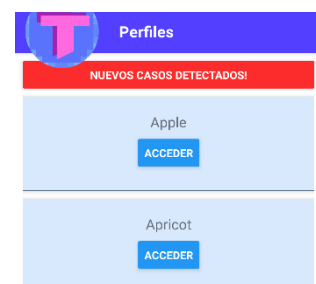 Perfiles
NUEVOS CASOS DETECTADOS!
Apple
ACCEDER
Apricot
ACCEDER